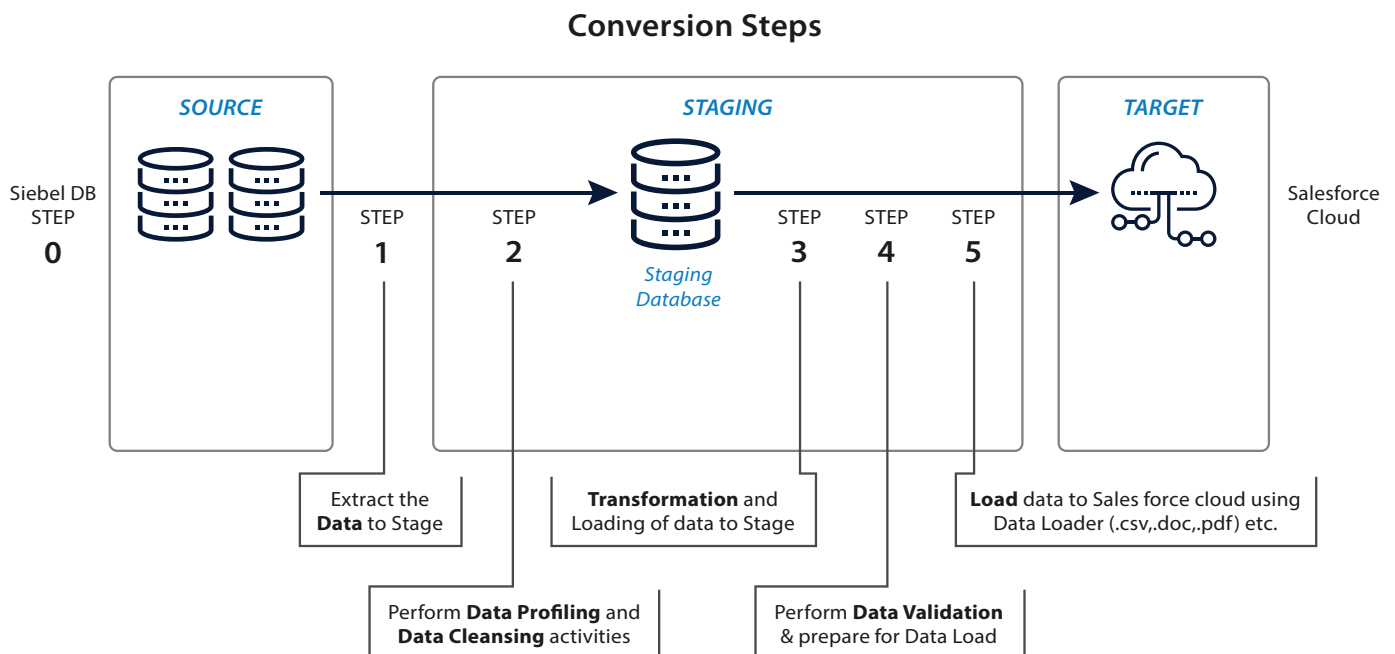 Conversion Steps
SOURCE
STAGING
TARGET
Siebel DB
STEP
0
STEP
1
STEP
2
Staging
Database
STEP
3
STEP
4
STEP
5
Salesforce
Cloud
Extract the
Data to Stage
Transformation and
Loading of data to Stage
Load data to Sales force cloud using
Data Loader (.csv,.doc,.pdf) etc.
Perform Data Profiling and
Data Cleansing activities
Perform Data Validation
& prepare for Data Load